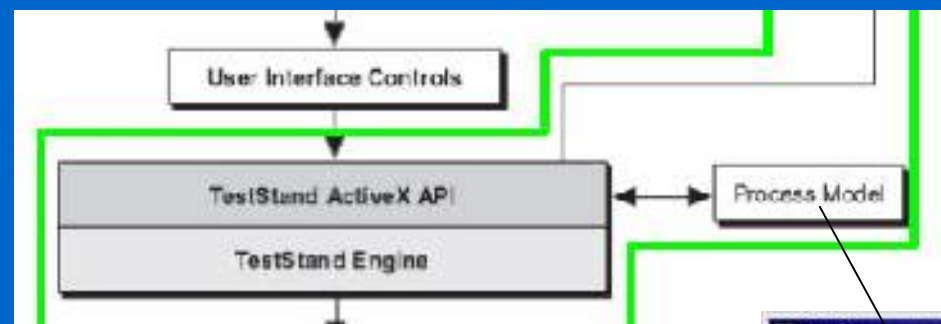 User Interface Controls
TestStand ActiveX API
Process Model
TestStand Engine